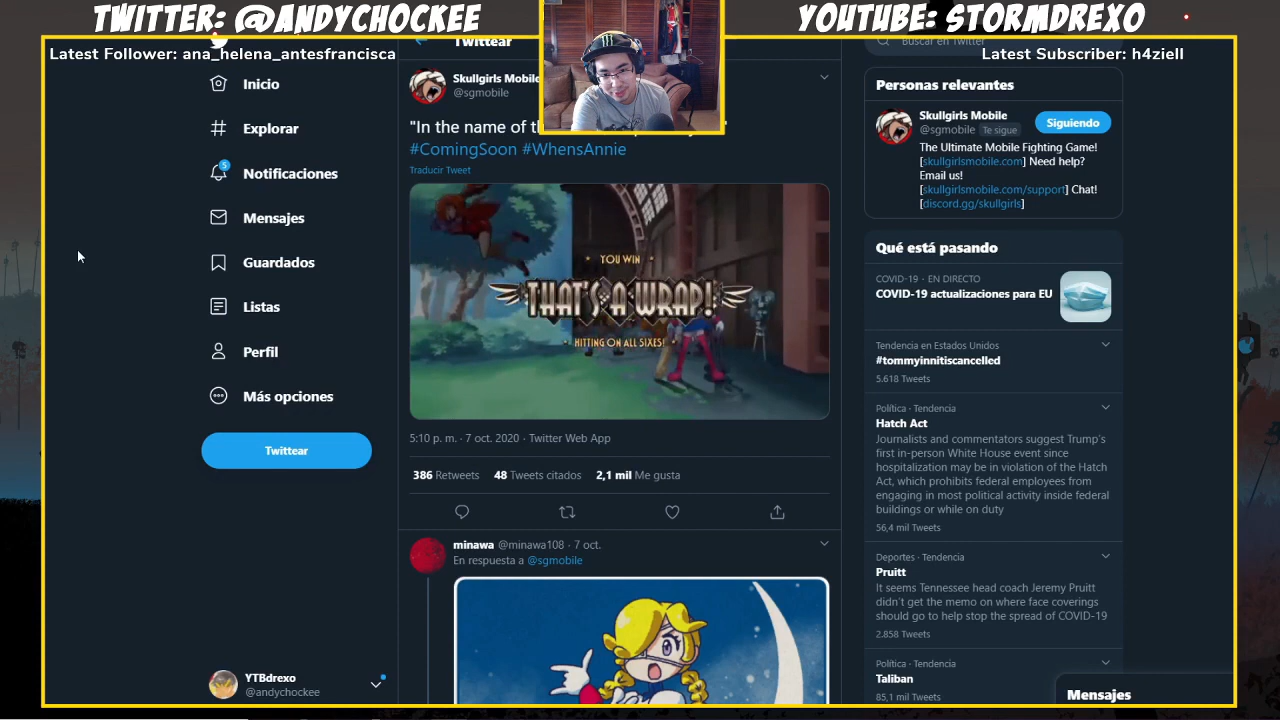 TWITTER: @ANDYCHOCKEE
YOUTUBE: STORMDREXO
Latest Follower: ana_helena_antesfrancisca
Latest Subscriber: h4ziell
Inicio
Explorar
5
Notificaciones
Mensajes
Guardados
Listas
Perfil
Más opciones
Twittear
YTBdrexo
@andychockee
Twittear
Skullgirls Mobile
@sgmobile
"In the name of
#ComingSoon #WhensAnnie
Traducir Tweet
YOU WIN
THAT'S A WRAP!
HITTING ON ALL SIXES!
5:10 p. m. · 7 oct. 2020 · Twitter Web App
386 Retweets 48 Tweets citados 2,1 mil Me gusta
minawa @minawa108 · 7 oct.
En respuesta a @sgmobile
Buscar en Twitter
Personas relevantes
Skullgirls Mobile
@sgmobile Te sigue
Siguiendo
The Ultimate Mobile Fighting Game!
[skullgirlsmobile.com] Need help?
Email us!
[skullgirlsmobile.com/support] Chat!
[discord.gg/skullgirls]
Qué está pasando
COVID-19 · EN DIRECTO
COVID-19 actualizaciones para EU
Tendencia en Estados Unidos
#tommyinnitiscancelled
5.618 Tweets
Política · Tendencia
Hatch Act
Journalists and commentators suggest Trump's
first in-person White House event since
hospitalization may be in violation of the Hatch
Act, which prohibits federal employees from
engaging in most political activity inside federal
buildings or while on duty
56,4 mil Tweets
Deportes · Tendencia
Pruitt
It seems Tennessee head coach Jeremy Pruitt
didn't get the memo on where face coverings
should go to help stop the spread of COVID-19
2.858 Tweets
Política · Tendencia
Taliban
85,1 mil Tweets
Mensajes